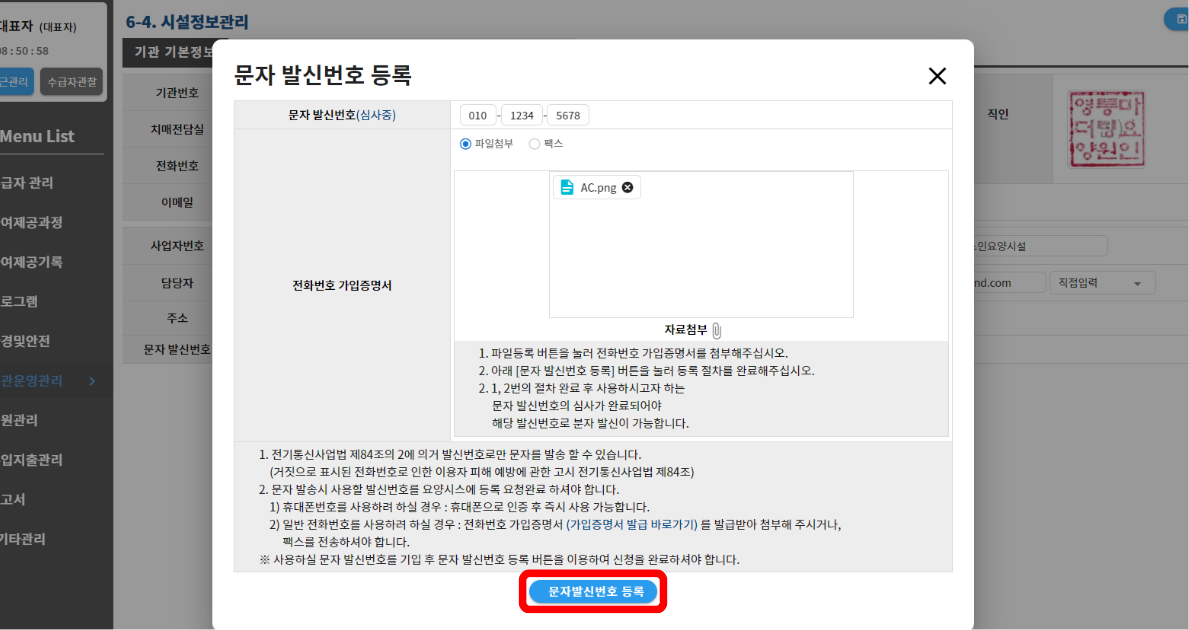 대표자 (대표자)
08 : 50 : 58
근관리
수급자관찰
Menu List
급자 관리
여제공과정
여제공기록
로그램
경및안전
관운영관리
원관리
입지출관리
고서
기타관리
6-4. 시설정보관리
기관 기본정보
기관번호
치매전담실
전화번호
이메일
사업자번호
담당자
주소
문자 발신번호
직인
노인요양시설
nd.com
직접입력
문자 발신번호 등록
문자 발신번호(심사중)
010 - 1234 - 5678
파일첨부 팩스
AC.png
전화번호 가입증명서
자료첨부
1. 파일등록 버튼을 눌러 전화번호 가입증명서를 첨부해주십시오.
2. 아래 [문자 발신번호 등록] 버튼을 눌러 등록 절차를 완료해주십시오.
2. 1, 2번의 절차 완료 후 사용하시고자 하는
문자 발신번호의 심사가 완료되어야
해당 발신번호로 분자 발신이 가능합니다.
1. 전기통신사업법 제84조의 2에 의거 발신번호로만 문자를 발송 할 수 있습니다.
(거짓으로 표시된 전화번호로 인한 이용자 피해 예방에 관한 고시 전기통신사업법 제84조)
2. 문자 발송시 사용할 발신번호를 요양시스에 등록 요청완료 하셔야 합니다.
1) 휴대폰번호를 사용하려 하실 경우 : 휴대폰으로 인증 후 즉시 사용 가능합니다.
2) 일반 전화번호를 사용하려 하실 경우 : 전화번호 가입증명서 (가입증명서 발급 바로가기) 를 발급받아 첨부해 주시거나,
팩스를 전송하셔야 합니다.
※ 사용하실 문자 발신번호를 기입 후 문자 발신번호 등록 버튼을 이용하여 신청을 완료하셔야 합니다.
문자발신번호 등록